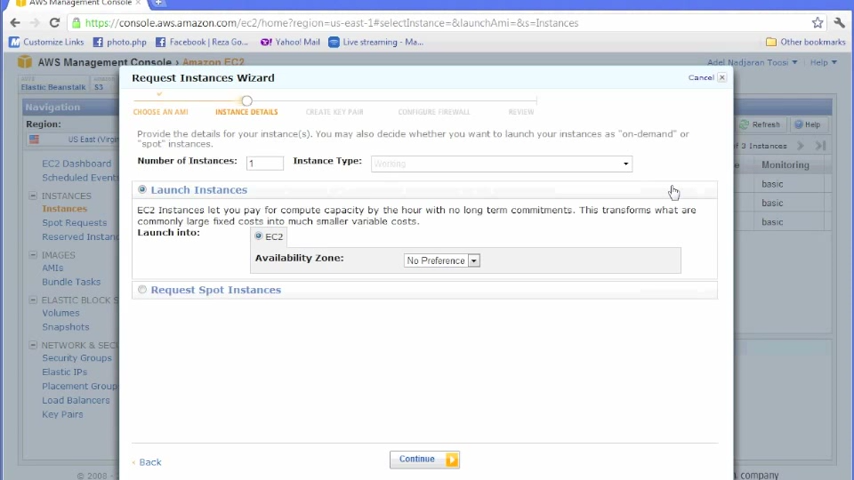 AWS Management Console
https://console.aws.amazon.com/ec2/home?region=us-east-1#selectInstance=&launchAmi=&s=Instances
Customize Links photo.php Facebook | Reza Go... Yahoo! Mail Live streaming - Ma... Other bookmarks
AWS Management Console > Amazon EC2 Adel Nadjaran Toosi Help
Elastic Beanstalk S3
Request Instances Wizard Cancel
Navigation
Region:
US East (Virgin
EC2 Dashboard
Scheduled Events
INSTANCES
Instances
Spot Requests
Reserved Instanc
IMAGES
AMIs
Bundle Tasks
ELASTIC BLOCK S
Volumes
Snapshots
NETWORK & SEC
Security Groups
Elastic IPs
Placement Group
Load Balancers
Key Pairs
CHOOSE AN AMI INSTANCE DETAILS CREATE KEY PAIR CONFIGURE FIREWALL REVIEW
Provide the details for your instance(s). You may also decide whether you want to launch your instances as "on-demand" or
"spot" instances.
Number of Instances: 1 Instance Type: Working
Launch Instances
EC2 Instances let you pay for compute capacity by the hour with no long term commitments. This transforms what are
commonly large fixed costs into much smaller variable costs.
Launch into: EC2
Availability Zone: No Preference
Request Spot Instances
Back Continue
Refresh Help
3 Instances
Monitoring
basic
basic
basic
© 2008 - company